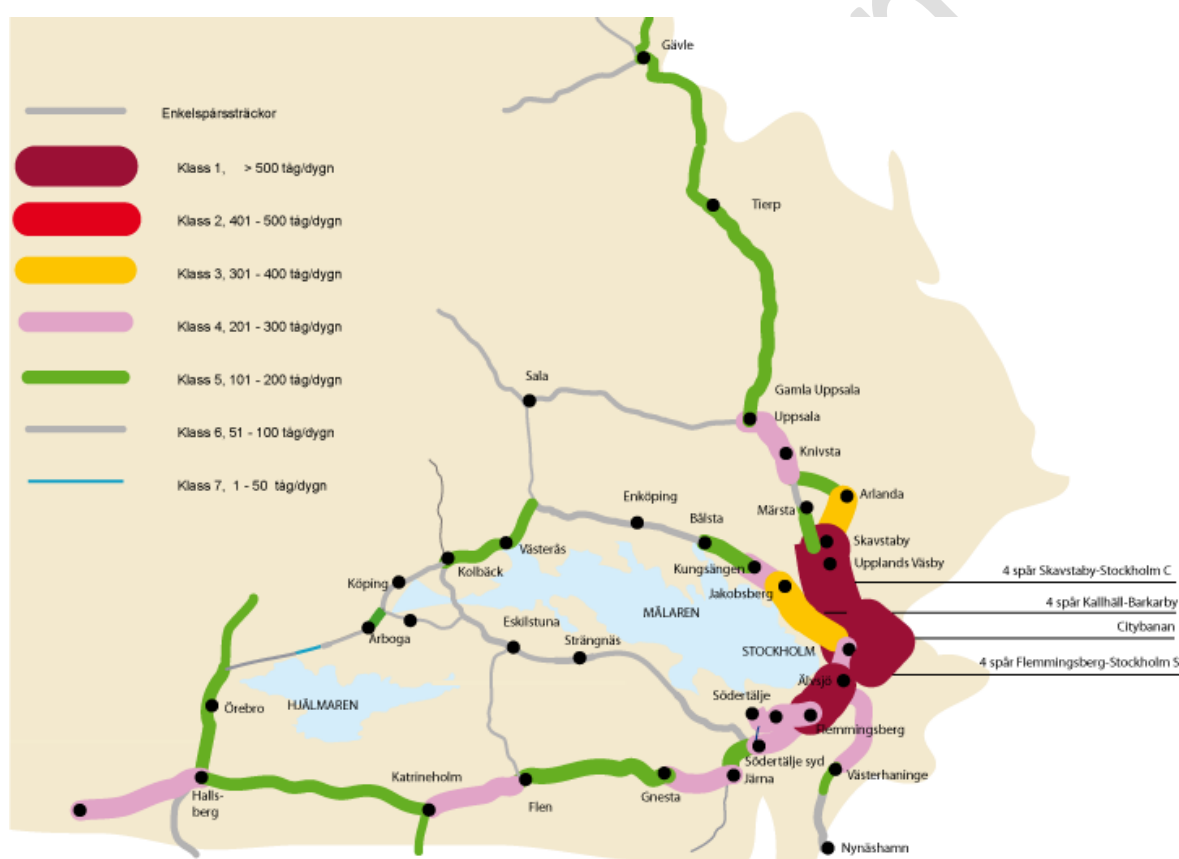 Gävle
Enkelspårssträckor
Klass 1, > 500 tåg/dygn
Klass 2, 401 - 500 tåg/dygn
Tierp
Klass 3, 301 - 400 tåg/dygn
Klass 4, 201 - 300 tåg/dygn
Klass 5, 101 - 200 tåg/dygn
Sala
Gamla Uppsala
Uppsala
Klass 6, 51 - 100 tåg/dygn
Knivsta
Klass 7, 1 - 50 tåg/dygn
Enköping
Arlanda
Märsta
Bålsta
Skavstaby
Västerås
Upplands Väsby
Kolbäck
Kungsängen
4 spår Skavstaby-Stockholm C
Köping
Jakobsberg
4 spår Kallhäll-Barkarby
MÄLAREN
Eskilstuna
Citybanan
Arboga
Strängnäs
STOCKHOLM
4 spår Flemmingsberg-Stockholm S
Älvsjö
Södertälje
HJÄLMAREN
Örebro
Flemmingsberg
Södertälje syd
Katrineholm
Järna
Västerhaninge
Halls-
berg
Flen
Gnesta
Nynäshamn